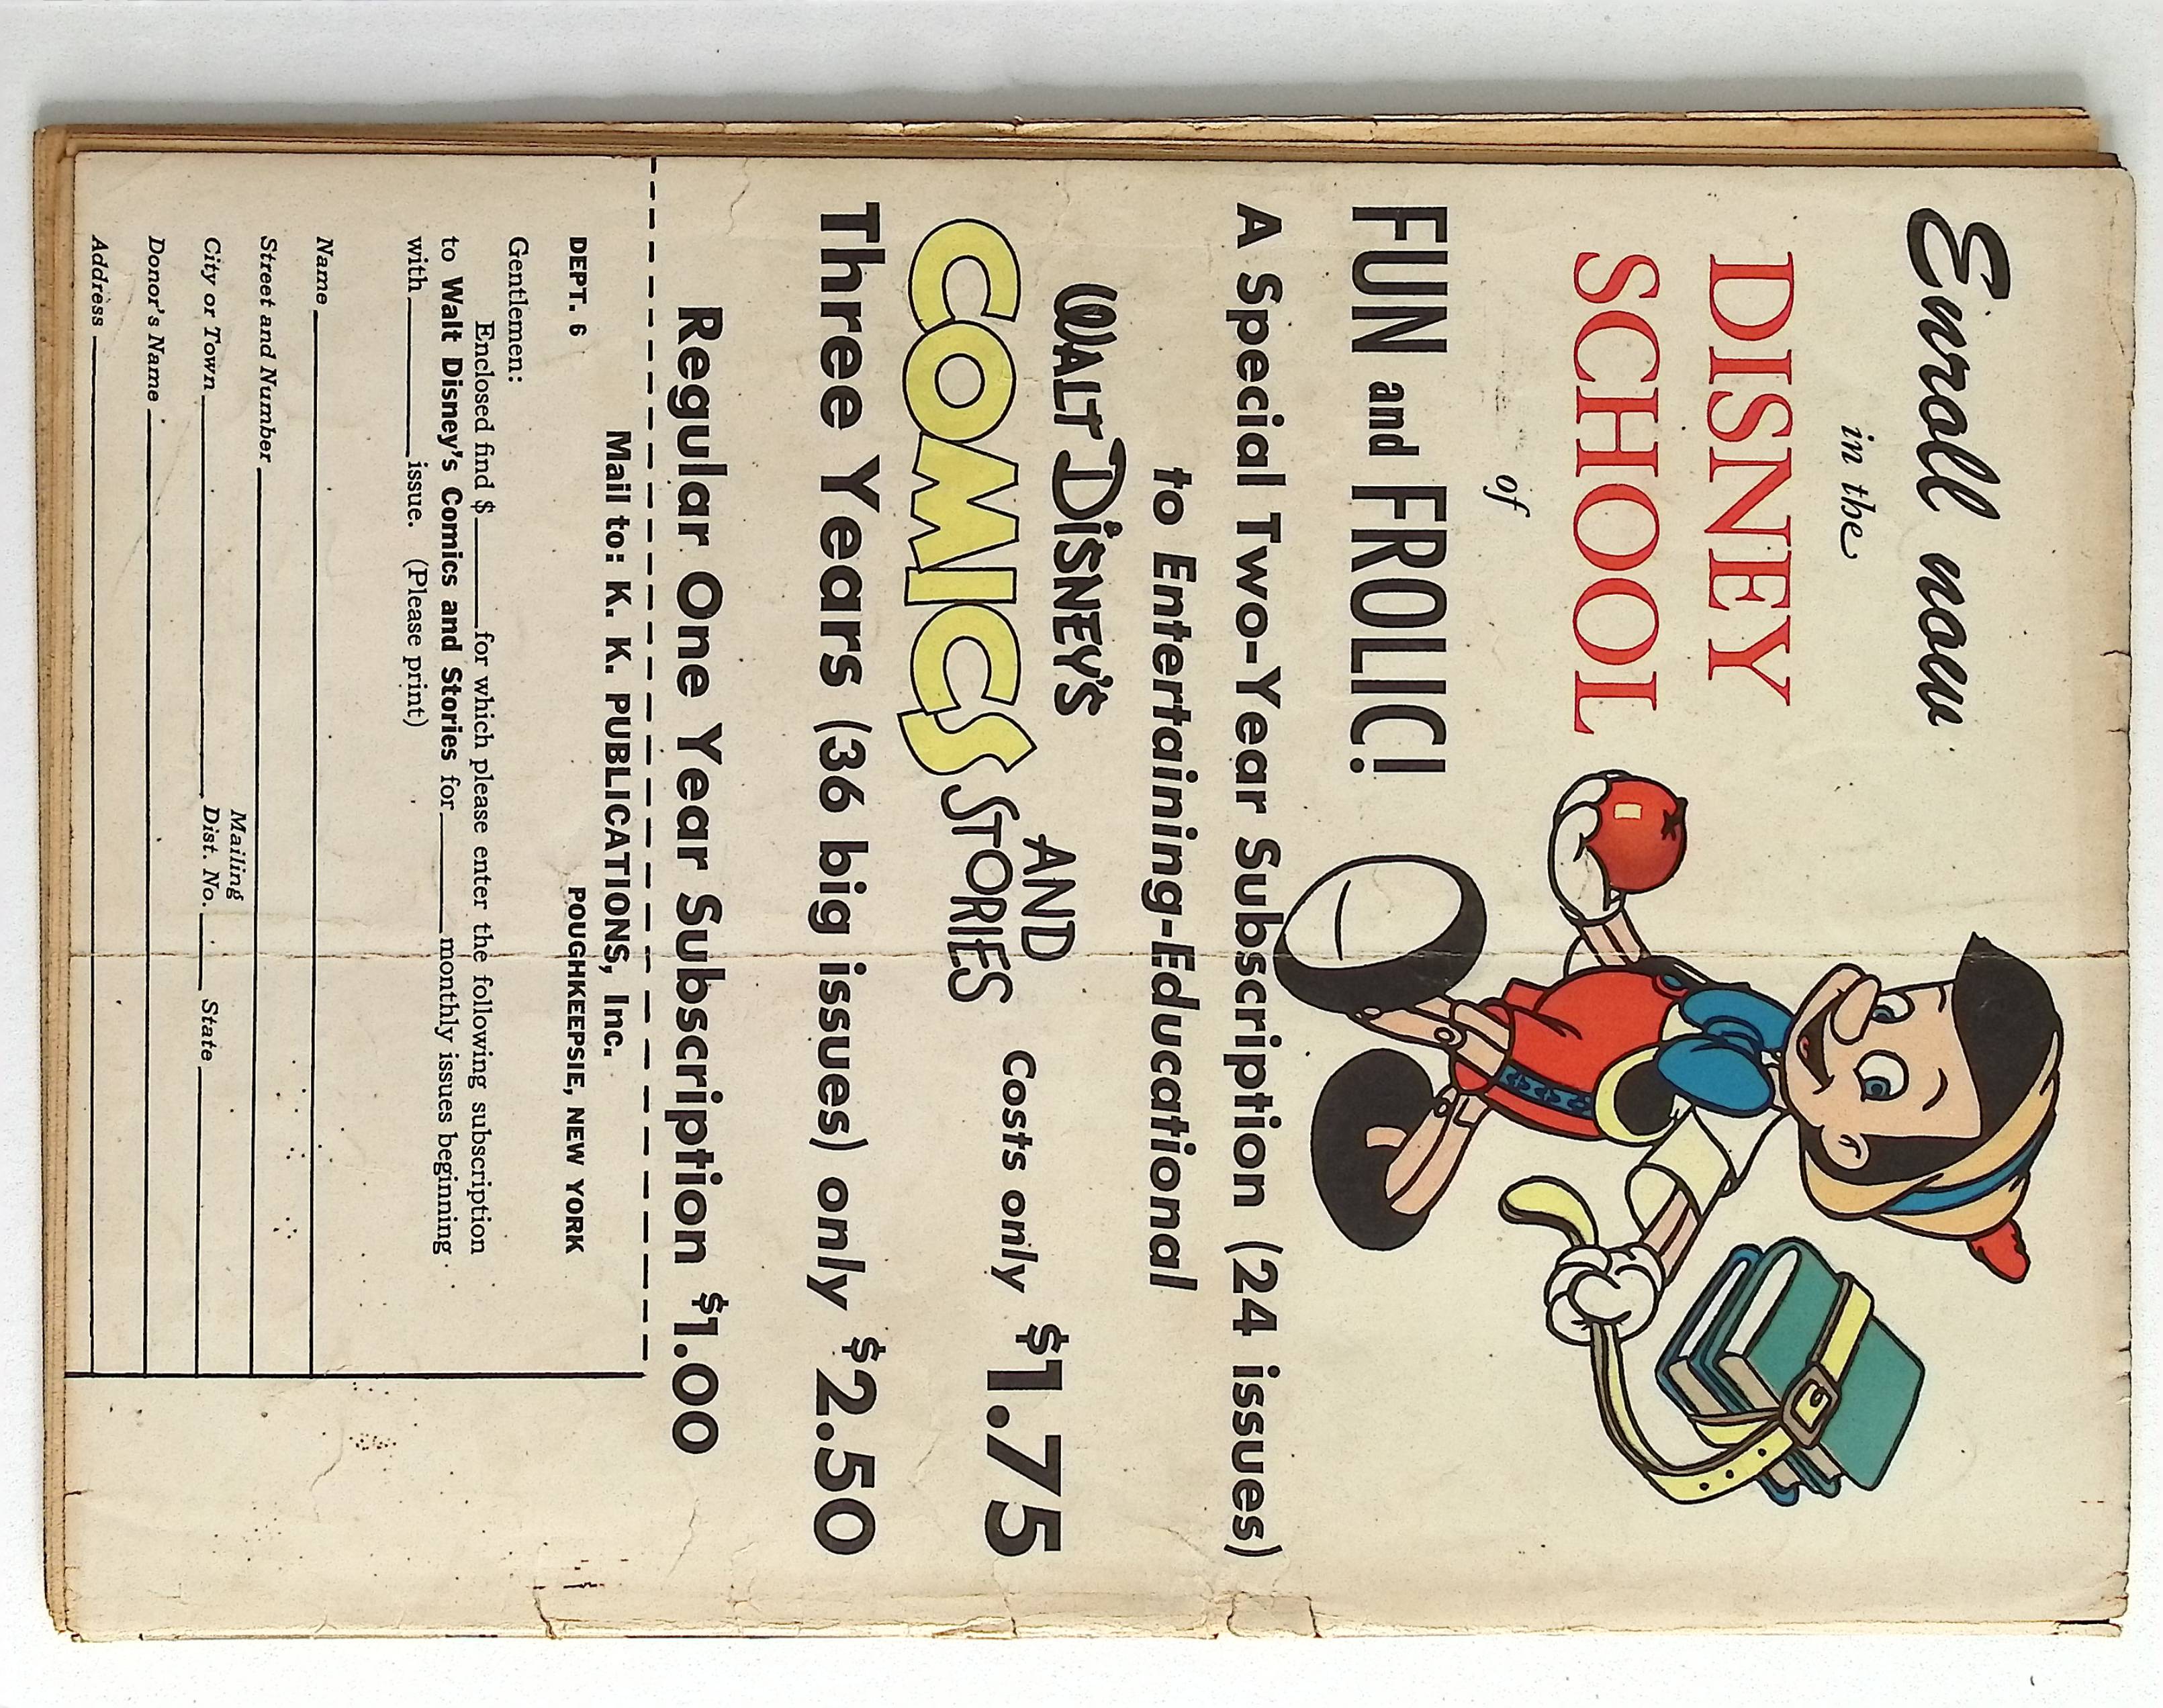 Enroll now
in the
DISNEY
SCHOOL
of
FUN and FROLIC!
A Special Two-Year Subscription (24 issues)
to Entertaining-Educational
WALT DISNEY'S
COMICS AND STORIES Costs only $1.75
Three Years (36 big issues) only $2.50
Regular One Year Subscription $1.00
Mail to: K. K. PUBLICATIONS, Inc.
DEPT. 6 POUGHKEEPSIE, NEW YORK
Gentlemen:
Enclosed find $ for which please enter the following subscription
to Walt Disney's Comics and Stories for monthly issues beginning
with issue. (Please print)
Name
Street and Number
Mailing
City or Town Dist. No. State
Donor's Name
Address